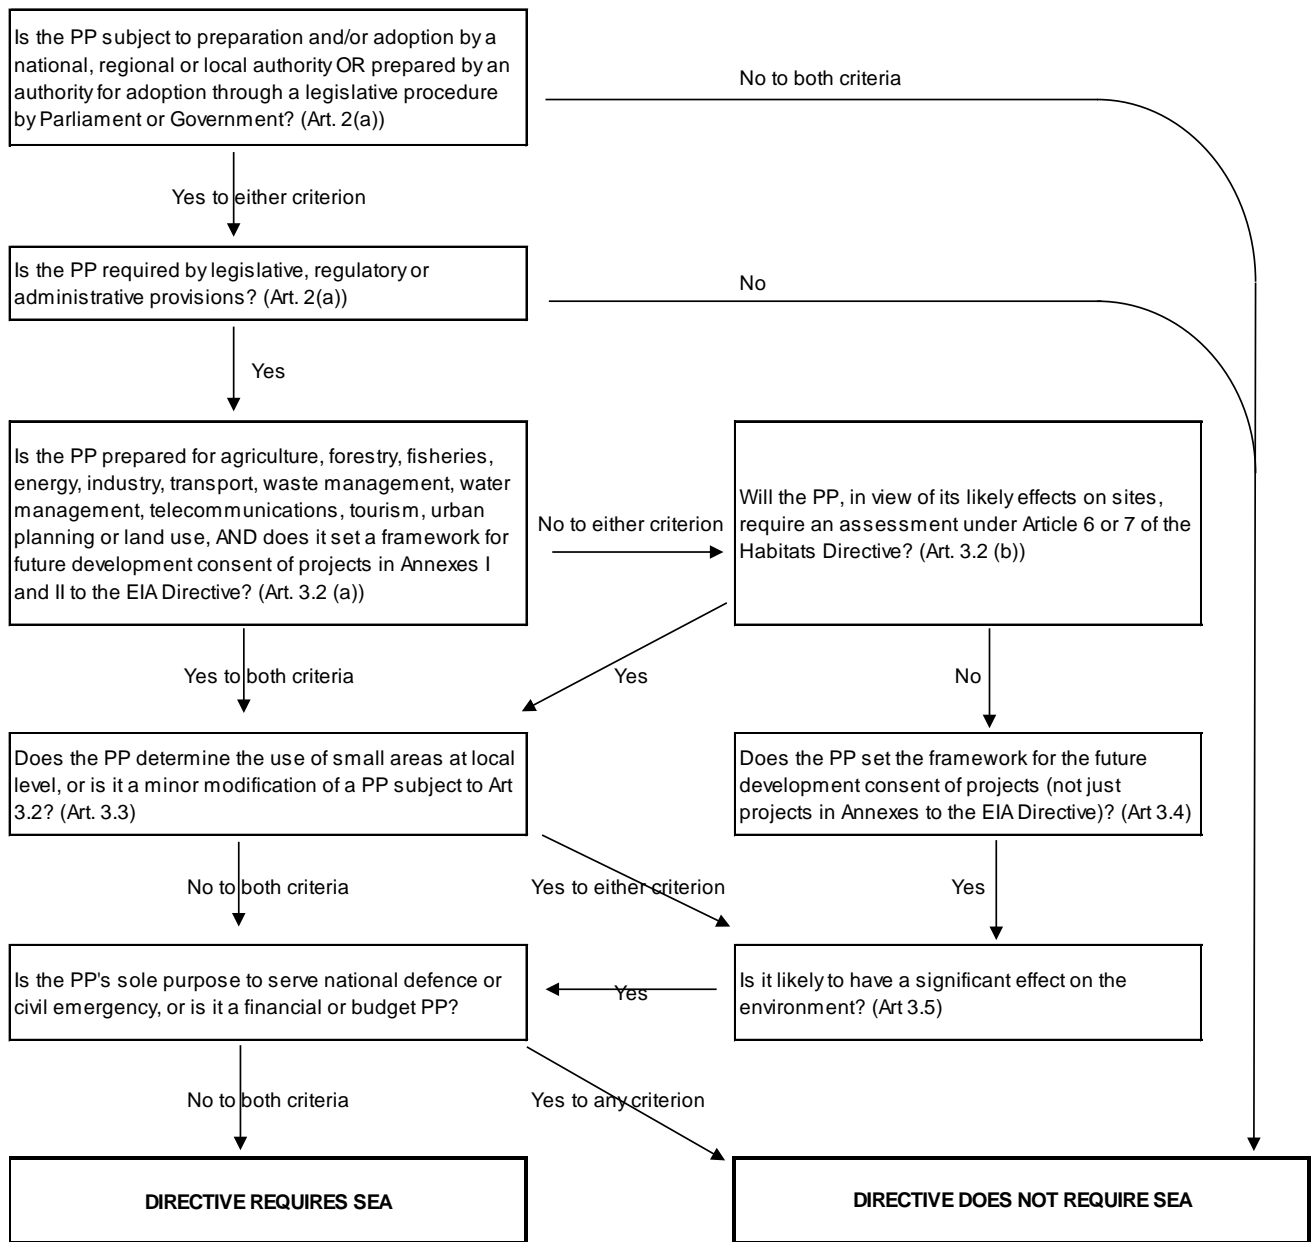 Is the PP subject to preparation and/or adoption by a
national, regional or local authority OR prepared by an
authority for adoption through a legislative procedure
by Parliament or Government? (Art. 2(a))
No to both criteria
Yes to either criterion
Is the PP required by legislative, regulatory or
administrative provisions? (Art. 2(a))
No
Yes
Is the PP prepared for agriculture, forestry, fisheries,
energy, industry, transport, waste management, water
management, telecommunications, tourism, urban
planning or land use, AND does it set a framework for
future development consent of projects in Annexes I
and II to the EIA Directive? (Art. 3.2 (a))
No to either criterion
Will the PP, in view of its likely effects on sites,
require an assessment under Article 6 or 7 of the
Habitats Directive? (Art. 3.2 (b))
Yes to both criteria
Yes
No
Does the PP determine the use of small areas at local
level, or is it a minor modification of a PP subject to Art
3.2? (Art. 3.3)
Does the PP set the framework for the future
development consent of projects (not just
projects in Annexes to the EIA Directive)? (Art 3.4)
No to both criteria
Yes to either criterion
Yes
Is the PP's sole purpose to serve national defence or
civil emergency, or is it a financial or budget PP?
Yes
Is it likely to have a significant effect on the
environment? (Art 3.5)
No to both criteria
Yes to any criterion
DIRECTIVE REQUIRES SEA
DIRECTIVE DOES NOT REQUIRE SEA